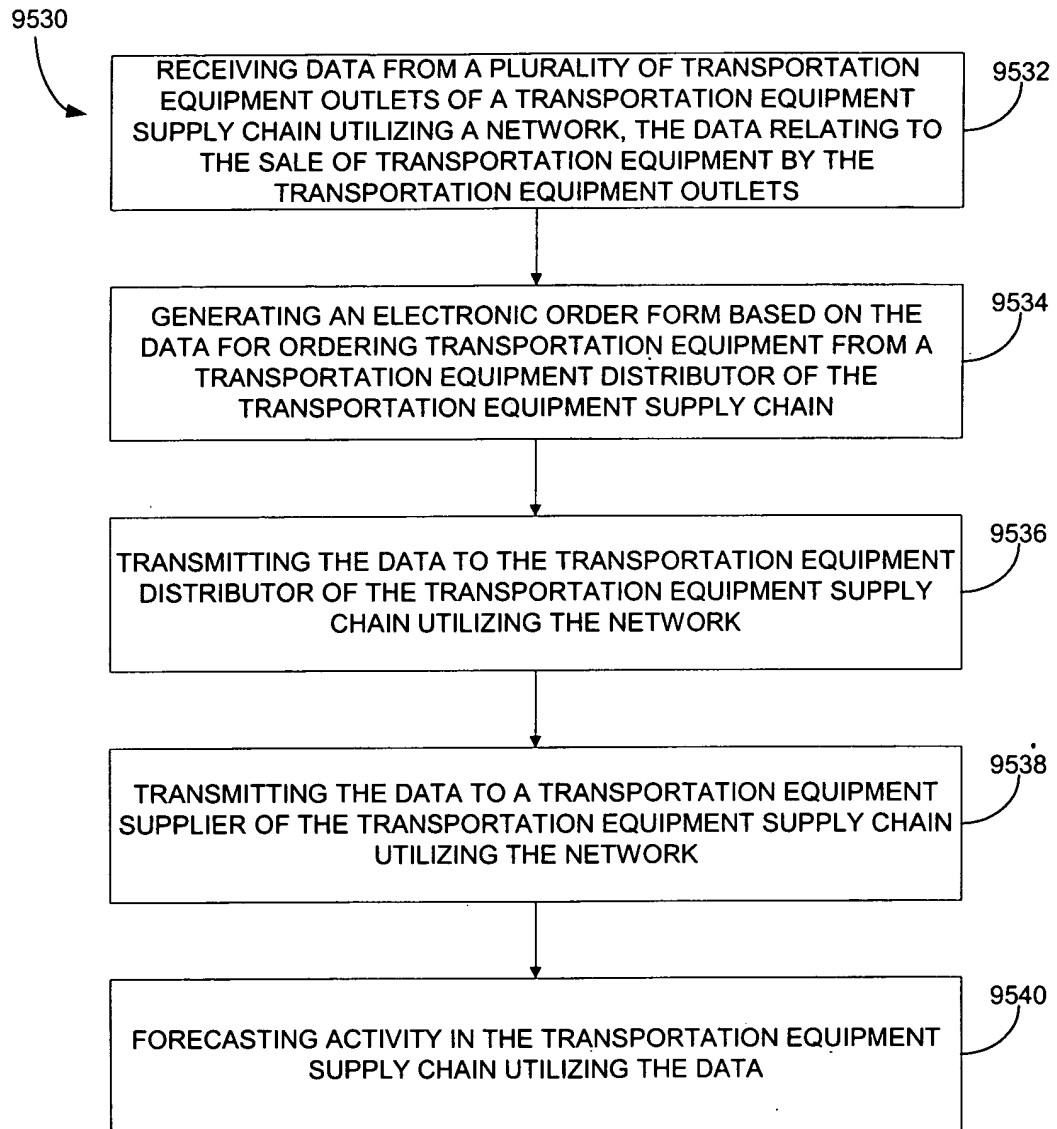 9530
RECEIVING DATA FROM A PLURALITY OF TRANSPORTATION
EQUIPMENT OUTLETS OF A TRANSPORTATION EQUIPMENT
SUPPLY CHAIN UTILIZING A NETWORK, THE DATA RELATING TO
THE SALE OF TRANSPORTATION EQUIPMENT BY THE
TRANSPORTATION EQUIPMENT OUTLETS
9532
GENERATING AN ELECTRONIC ORDER FORM BASED ON THE
DATA FOR ORDERING TRANSPORTATION EQUIPMENT FROM A
TRANSPORTATION EQUIPMENT DISTRIBUTOR OF THE
TRANSPORTATION EQUIPMENT SUPPLY CHAIN
9534
TRANSMITTING THE DATA TO THE TRANSPORTATION EQUIPMENT
DISTRIBUTOR OF THE TRANSPORTATION EQUIPMENT SUPPLY
CHAIN UTILIZING THE NETWORK
9536
TRANSMITTING THE DATA TO A TRANSPORTATION EQUIPMENT
SUPPLIER OF THE TRANSPORTATION EQUIPMENT SUPPLY CHAIN
UTILIZING THE NETWORK
9538
FORECASTING ACTIVITY IN THE TRANSPORTATION EQUIPMENT
SUPPLY CHAIN UTILIZING THE DATA
9540